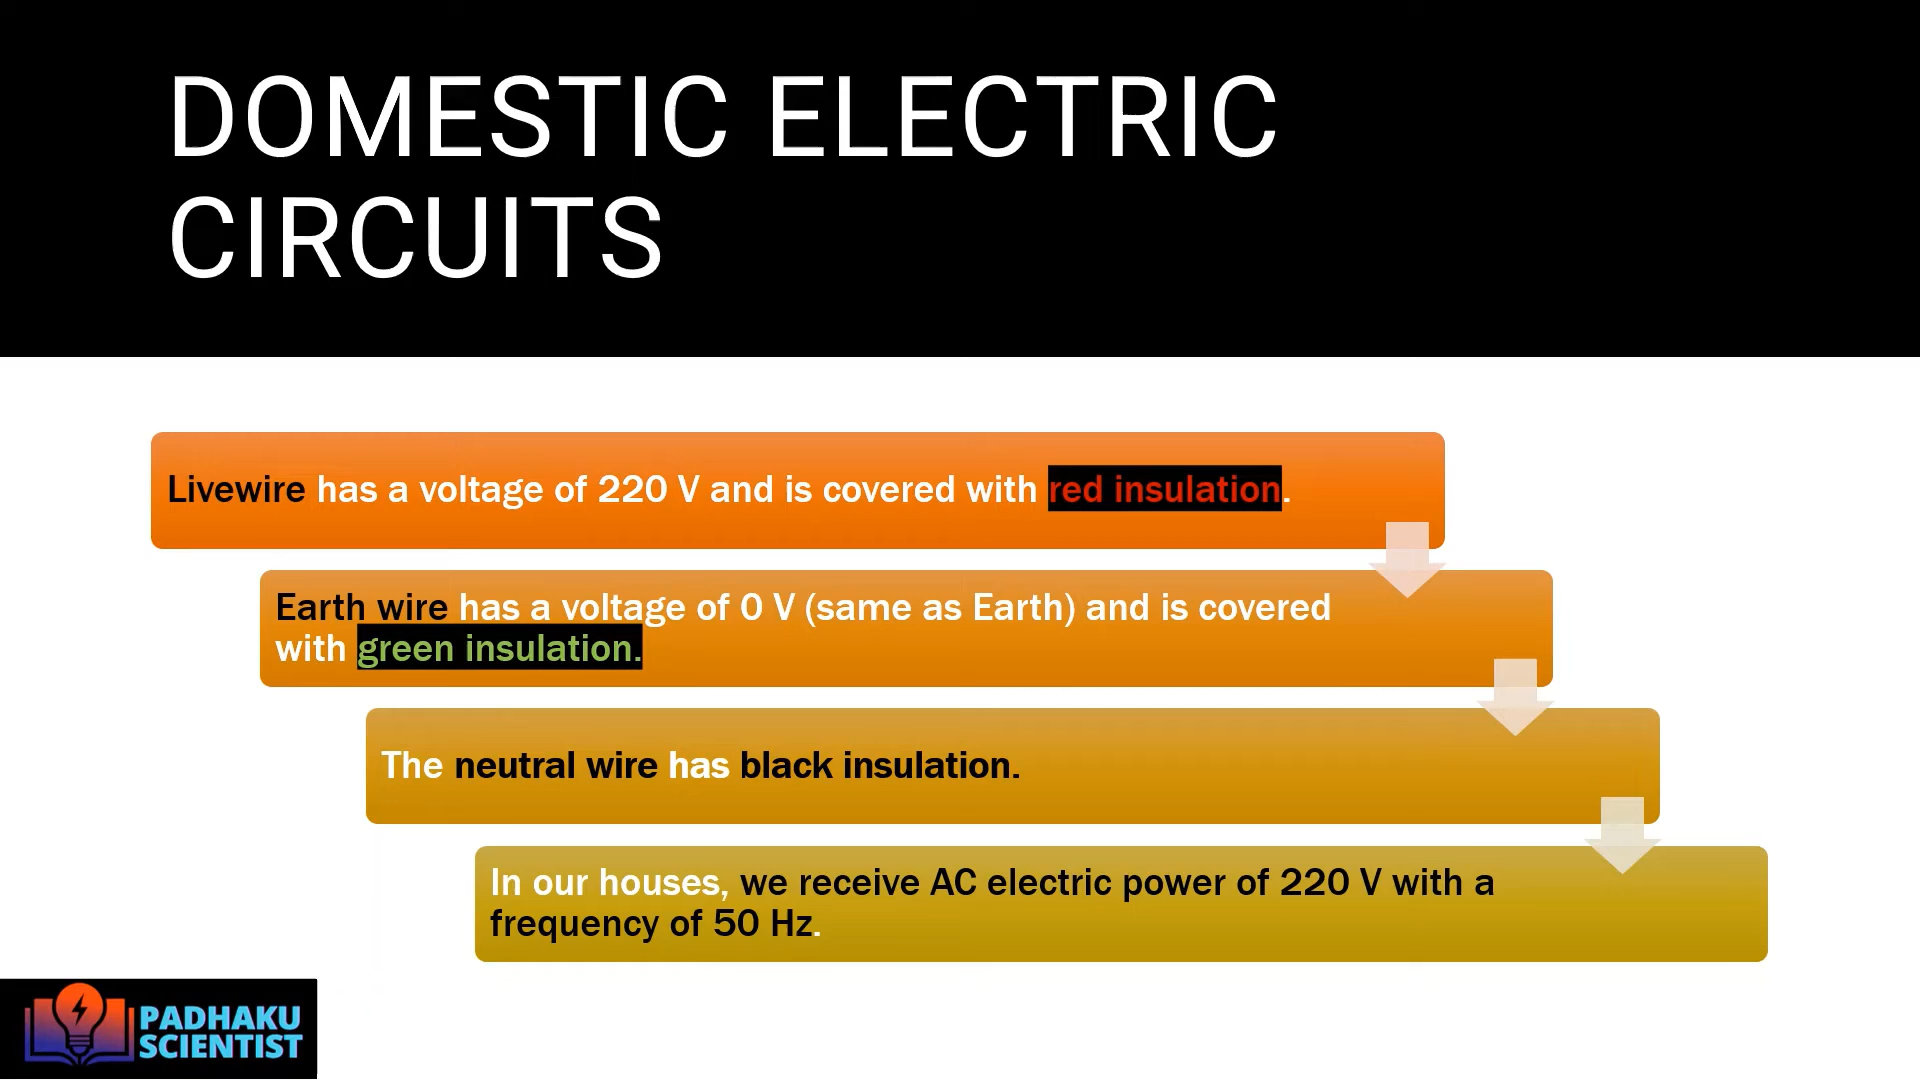 DOMESTIC ELECTRIC
CIRCUITS
Livewire has a voltage of 220 V and is covered with red insulation.
Earth wire has a voltage of 0 V (same as Earth) and is covered
with green insulation.
The neutral wire has black insulation.
In our houses, we receive AC electric power of 220 V with a
frequency of 50 Hz.
PADHAKU
SCIENTIST